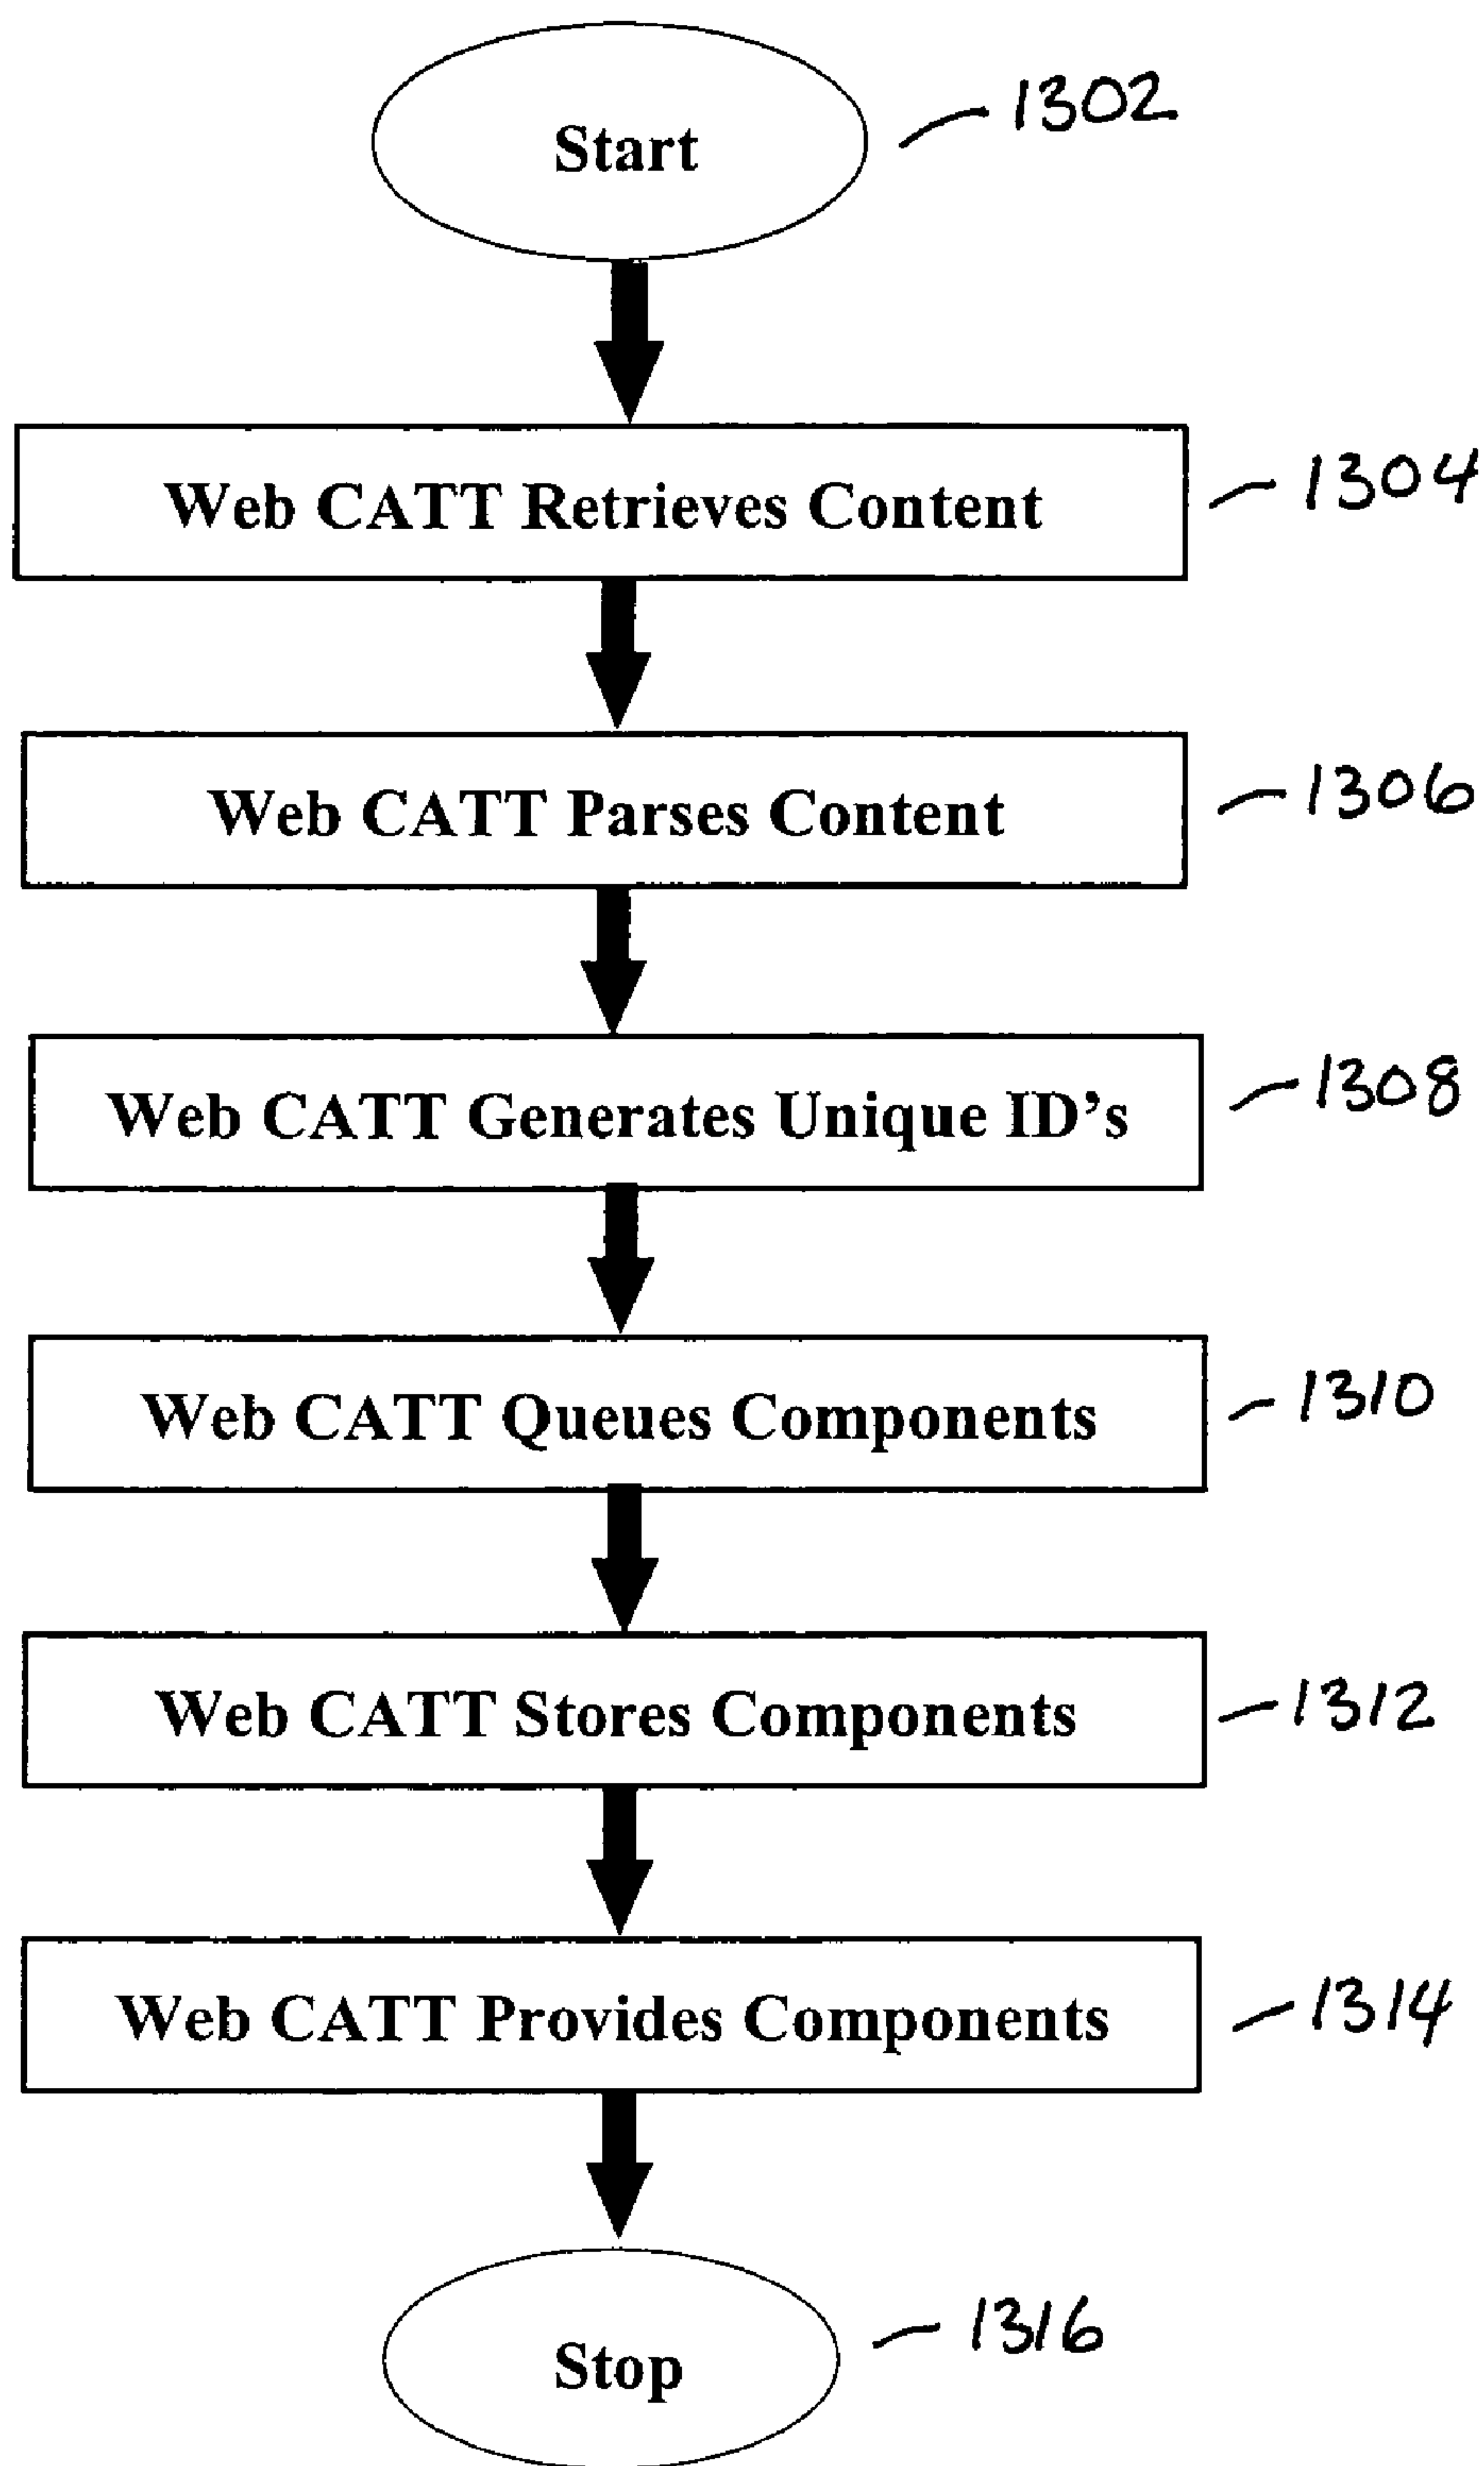 Start
1302
Web CATT Retrieves Content
1304
Web CATT Parses Content
1306
Web CATT Generates Unique ID's
1308
Web CATT Queues Components
1310
Web CATT Stores Components
1312
Web CATT Provides Components
1314
Stop
1316